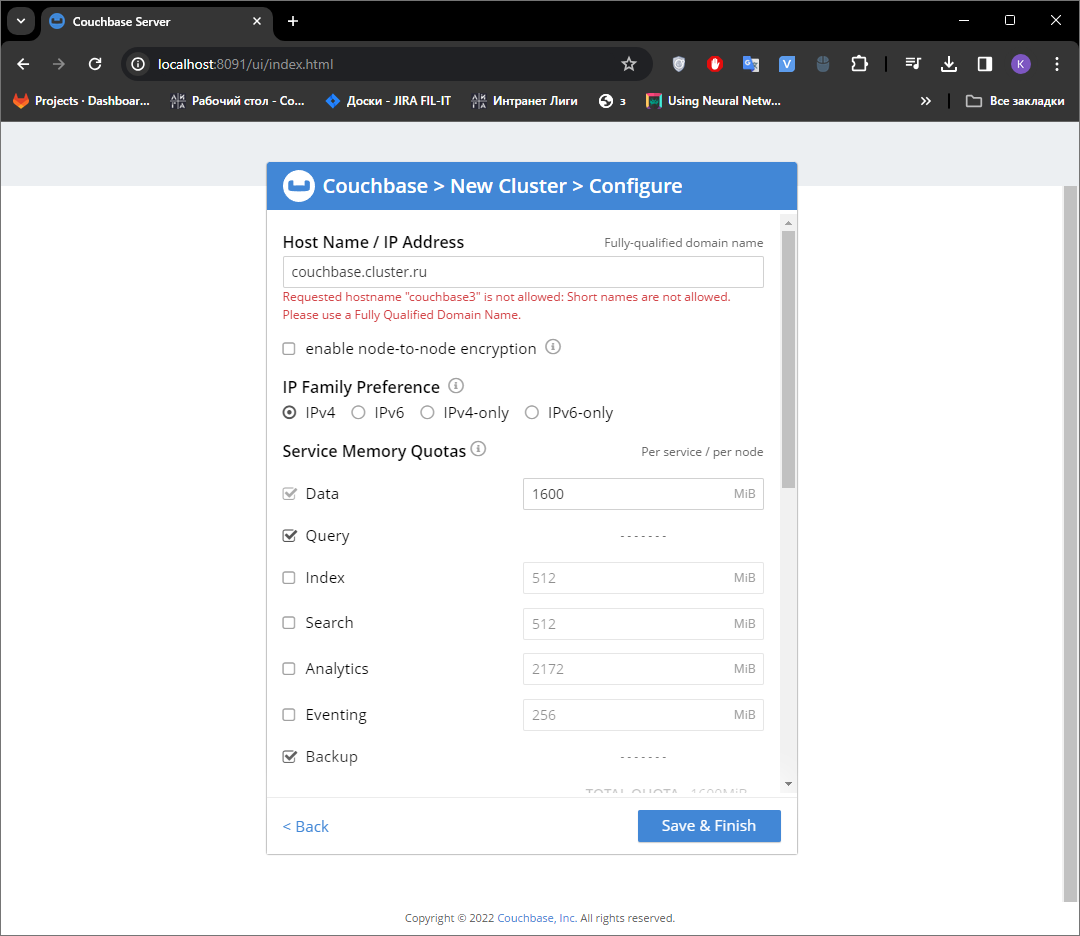 Couchbase Server
localhost:8091/ui/index.html
K
Projects · Dashboar... Рабочий стол - Со... Доски - JIRA FIL-IT Интранет Лиги з Using Neural Netw... » Все закладки
Couchbase > New Cluster > Configure
Host Name / IP Address Fully-qualified domain name
couchbase.cluster.ru
Requested hostname "couchbase3" is not allowed: Short names are not allowed.
Please use a Fully Qualified Domain Name.
enable node-to-node encryption
IP Family Preference
IPv4 IPv6 IPv4-only IPv6-only
Service Memory Quotas Per service / per node
Data 1600 MiB
Query -------
Index 512 MiB
Search 512 MiB
Analytics 2172 MiB
Eventing 256 MiB
Backup -------
TOTAL QUOTA 1600MiB
< Back Save & Finish
Copyright © 2022 Couchbase, Inc. All rights reserved.